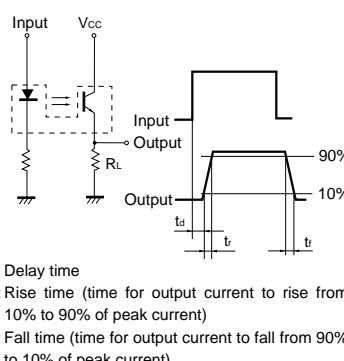 Input
Vcc
Input
Output
RL
90%
Output
10%
td
tr
tf
Delay time
Rise time (time for output current to rise from
10% to 90% of peak current)
Fall time (time for output current to fall from 90%
to 10% of peak current)